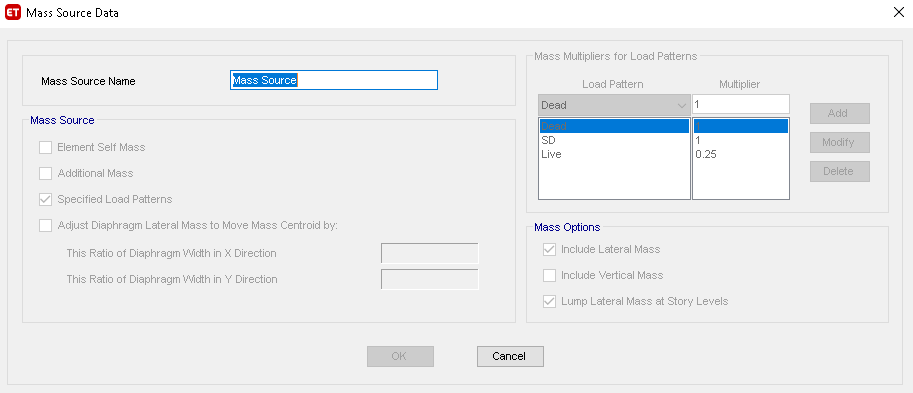 ET Mass Source Data
Mass Source Name
Mass Source
Mass Source
Element Self Mass
Additional Mass
Specified Load Patterns
Adjust Diaphragm Lateral Mass to Move Mass Centroid by:
This Ratio of Diaphragm Width in X Direction
This Ratio of Diaphragm Width in Y Direction
Mass Multipliers for Load Patterns
Load Pattern Multiplier
Dead 1
Dead 1
SD 1
Live 0.25
Add
Modify
Delete
Mass Options
Include Lateral Mass
Include Vertical Mass
Lump Lateral Mass at Story Levels
OK Cancel